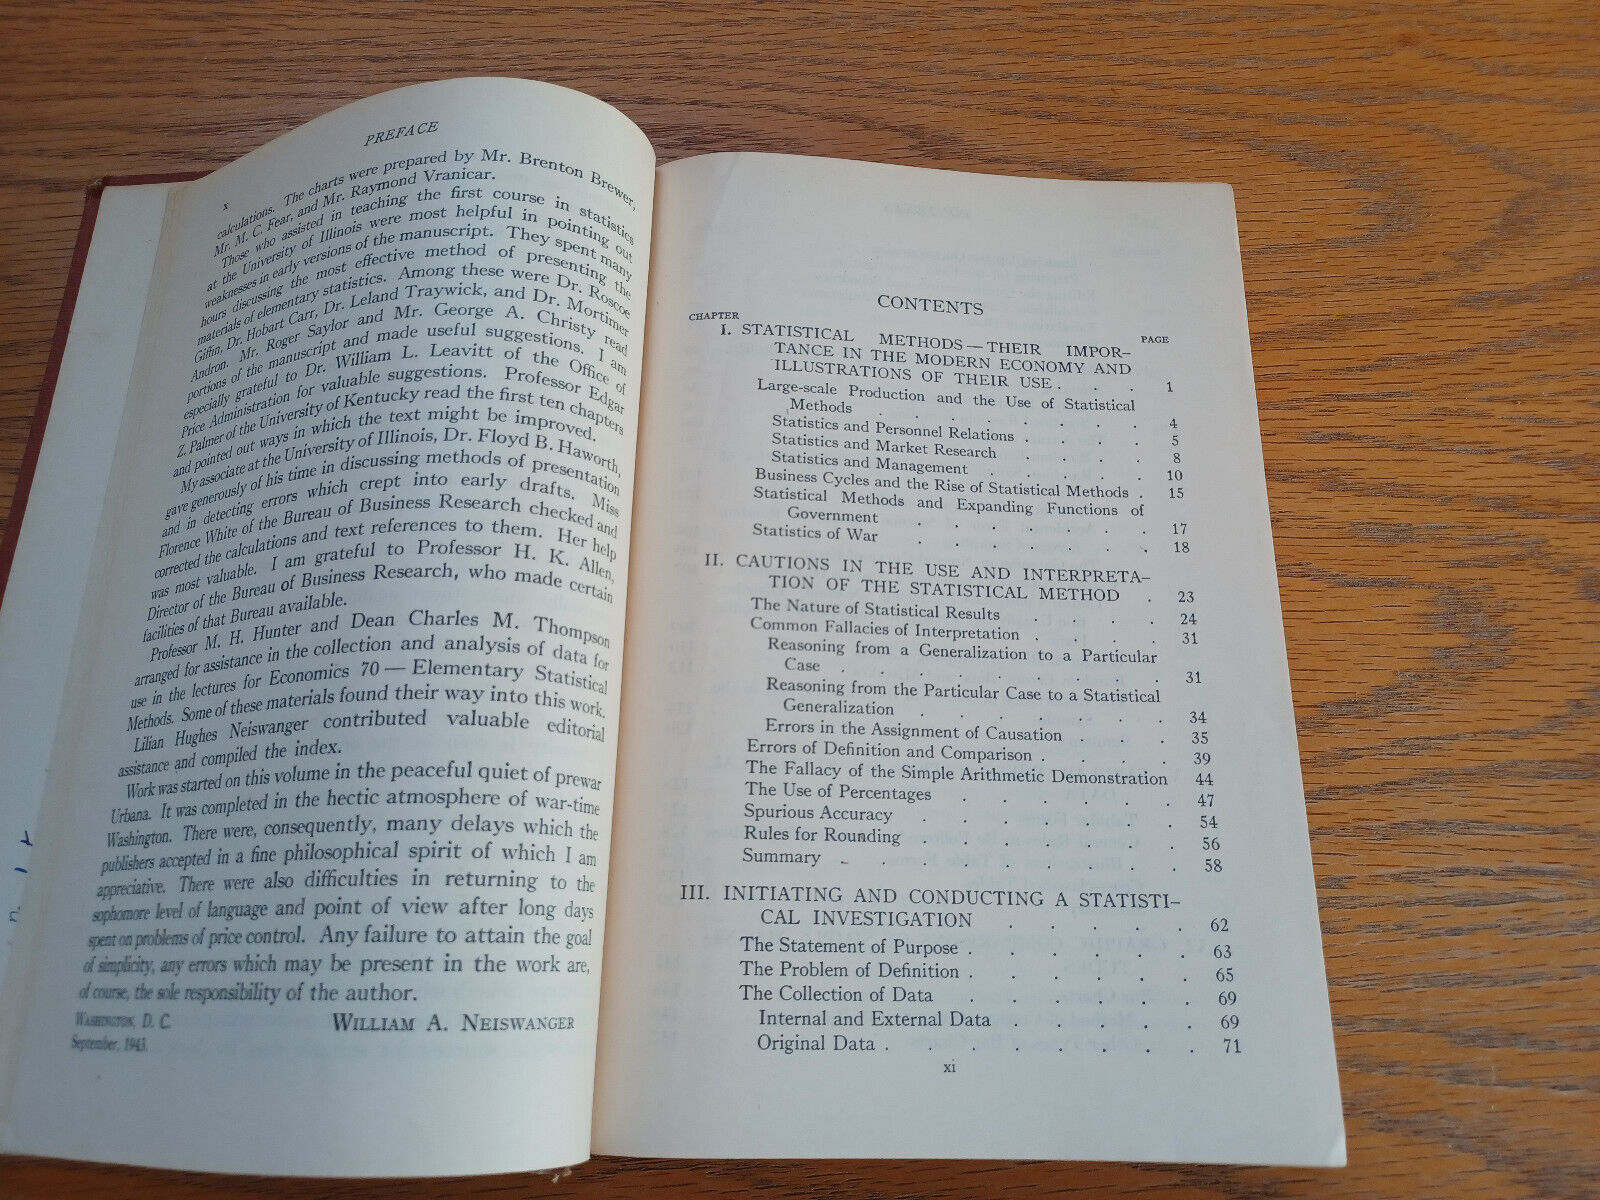 PREFACE
x
calculations. The charts were prepared by Mr. Brenton Brewer,
Mr. M. C. Fear, and Mr. Raymond Vranicar.
Those who assisted in teaching the first course in statistics
at the University of Illinois were most helpful in pointing out
weaknesses in early versions of the manuscript. They spent many
hours discussing the most effective method of presenting the
materials of elementary statistics. Among these were Dr. Roscoe
Giffin, Dr. Hobart Carr, Dr. Leland Traywick, and Dr. Mortimer
Andron. Mr. Roger Saylor and Mr. George A. Christy read
portions of the manuscript and made useful suggestions. I am
especially grateful to Dr. William L. Leavitt of the Office of
Price Administration for valuable suggestions. Professor Edgar
Z. Palmer of the University of Kentucky read the first ten chapters
and pointed out ways in which the text might be improved.
My associate at the University of Illinois, Dr. Floyd B. Haworth,
gave generously of his time in discussing methods of presentation
and in detecting errors which crept into early drafts. Miss
Florence White of the Bureau of Business Research checked and
corrected the calculations and text references to them. Her help
was most valuable. I am grateful to Professor H. K. Allen,
Director of the Bureau of Business Research, who made certain
facilities of that Bureau available.
Professor M. H. Hunter and Dean Charles M. Thompson
arranged for assistance in the collection and analysis of data for
use in the lectures for Economics 70 — Elementary Statistical
Methods. Some of these materials found their way into this work.
Lilian Hughes Neiswanger contributed valuable editorial
assistance and compiled the index.
Work was started on this volume in the peaceful quiet of prewar
Urbana. It was completed in the hectic atmosphere of war-time
Washington. There were, consequently, many delays which the
publishers accepted in a fine philosophical spirit of which I am
appreciative. There were also difficulties in returning to the
sophomore level of language and point of view after long days
spent on problems of price control. Any failure to attain the goal
of simplicity, any errors which may be present in the work are,
of course, the sole responsibility of the author.
WILLIAM A. NEISWANGER
WASHINGTON, D. C.
September, 1943.
CONTENTS
CHAPTER PAGE
I. STATISTICAL METHODS — THEIR IMPOR-
TANCE IN THE MODERN ECONOMY AND
ILLUSTRATIONS OF THEIR USE . . . 1
Large-scale Production and the Use of Statistical
Methods . . . . . . . 4
Statistics and Personnel Relations . . . . 5
Statistics and Market Research . . . . 8
Statistics and Management . . . . . 10
Business Cycles and the Rise of Statistical Methods . 15
Statistical Methods and Expanding Functions of
Government . . . . . . . 17
Statistics of War . . . . . . . 18
II. CAUTIONS IN THE USE AND INTERPRETA-
TION OF THE STATISTICAL METHOD . 23
The Nature of Statistical Results . . . . 24
Common Fallacies of Interpretation . . . . 31
Reasoning from a Generalization to a Particular
Case . . . . . . . . . 31
Reasoning from the Particular Case to a Statistical
Generalization . . . . . . . 34
Errors in the Assignment of Causation . . . 35
Errors of Definition and Comparison . . . . 39
The Fallacy of the Simple Arithmetic Demonstration 44
The Use of Percentages . . . . . . 47
Spurious Accuracy . . . . . . . 54
Rules for Rounding . . . . . . . 56
Summary . . . . . . . . . 58
III. INITIATING AND CONDUCTING A STATISTI-
CAL INVESTIGATION . . . . . 62
The Statement of Purpose . . . . . . 63
The Problem of Definition . . . . . . 65
The Collection of Data . . . . . . 69
Internal and External Data . . . . . 69
Original Data . . . . . . . . 71
xi